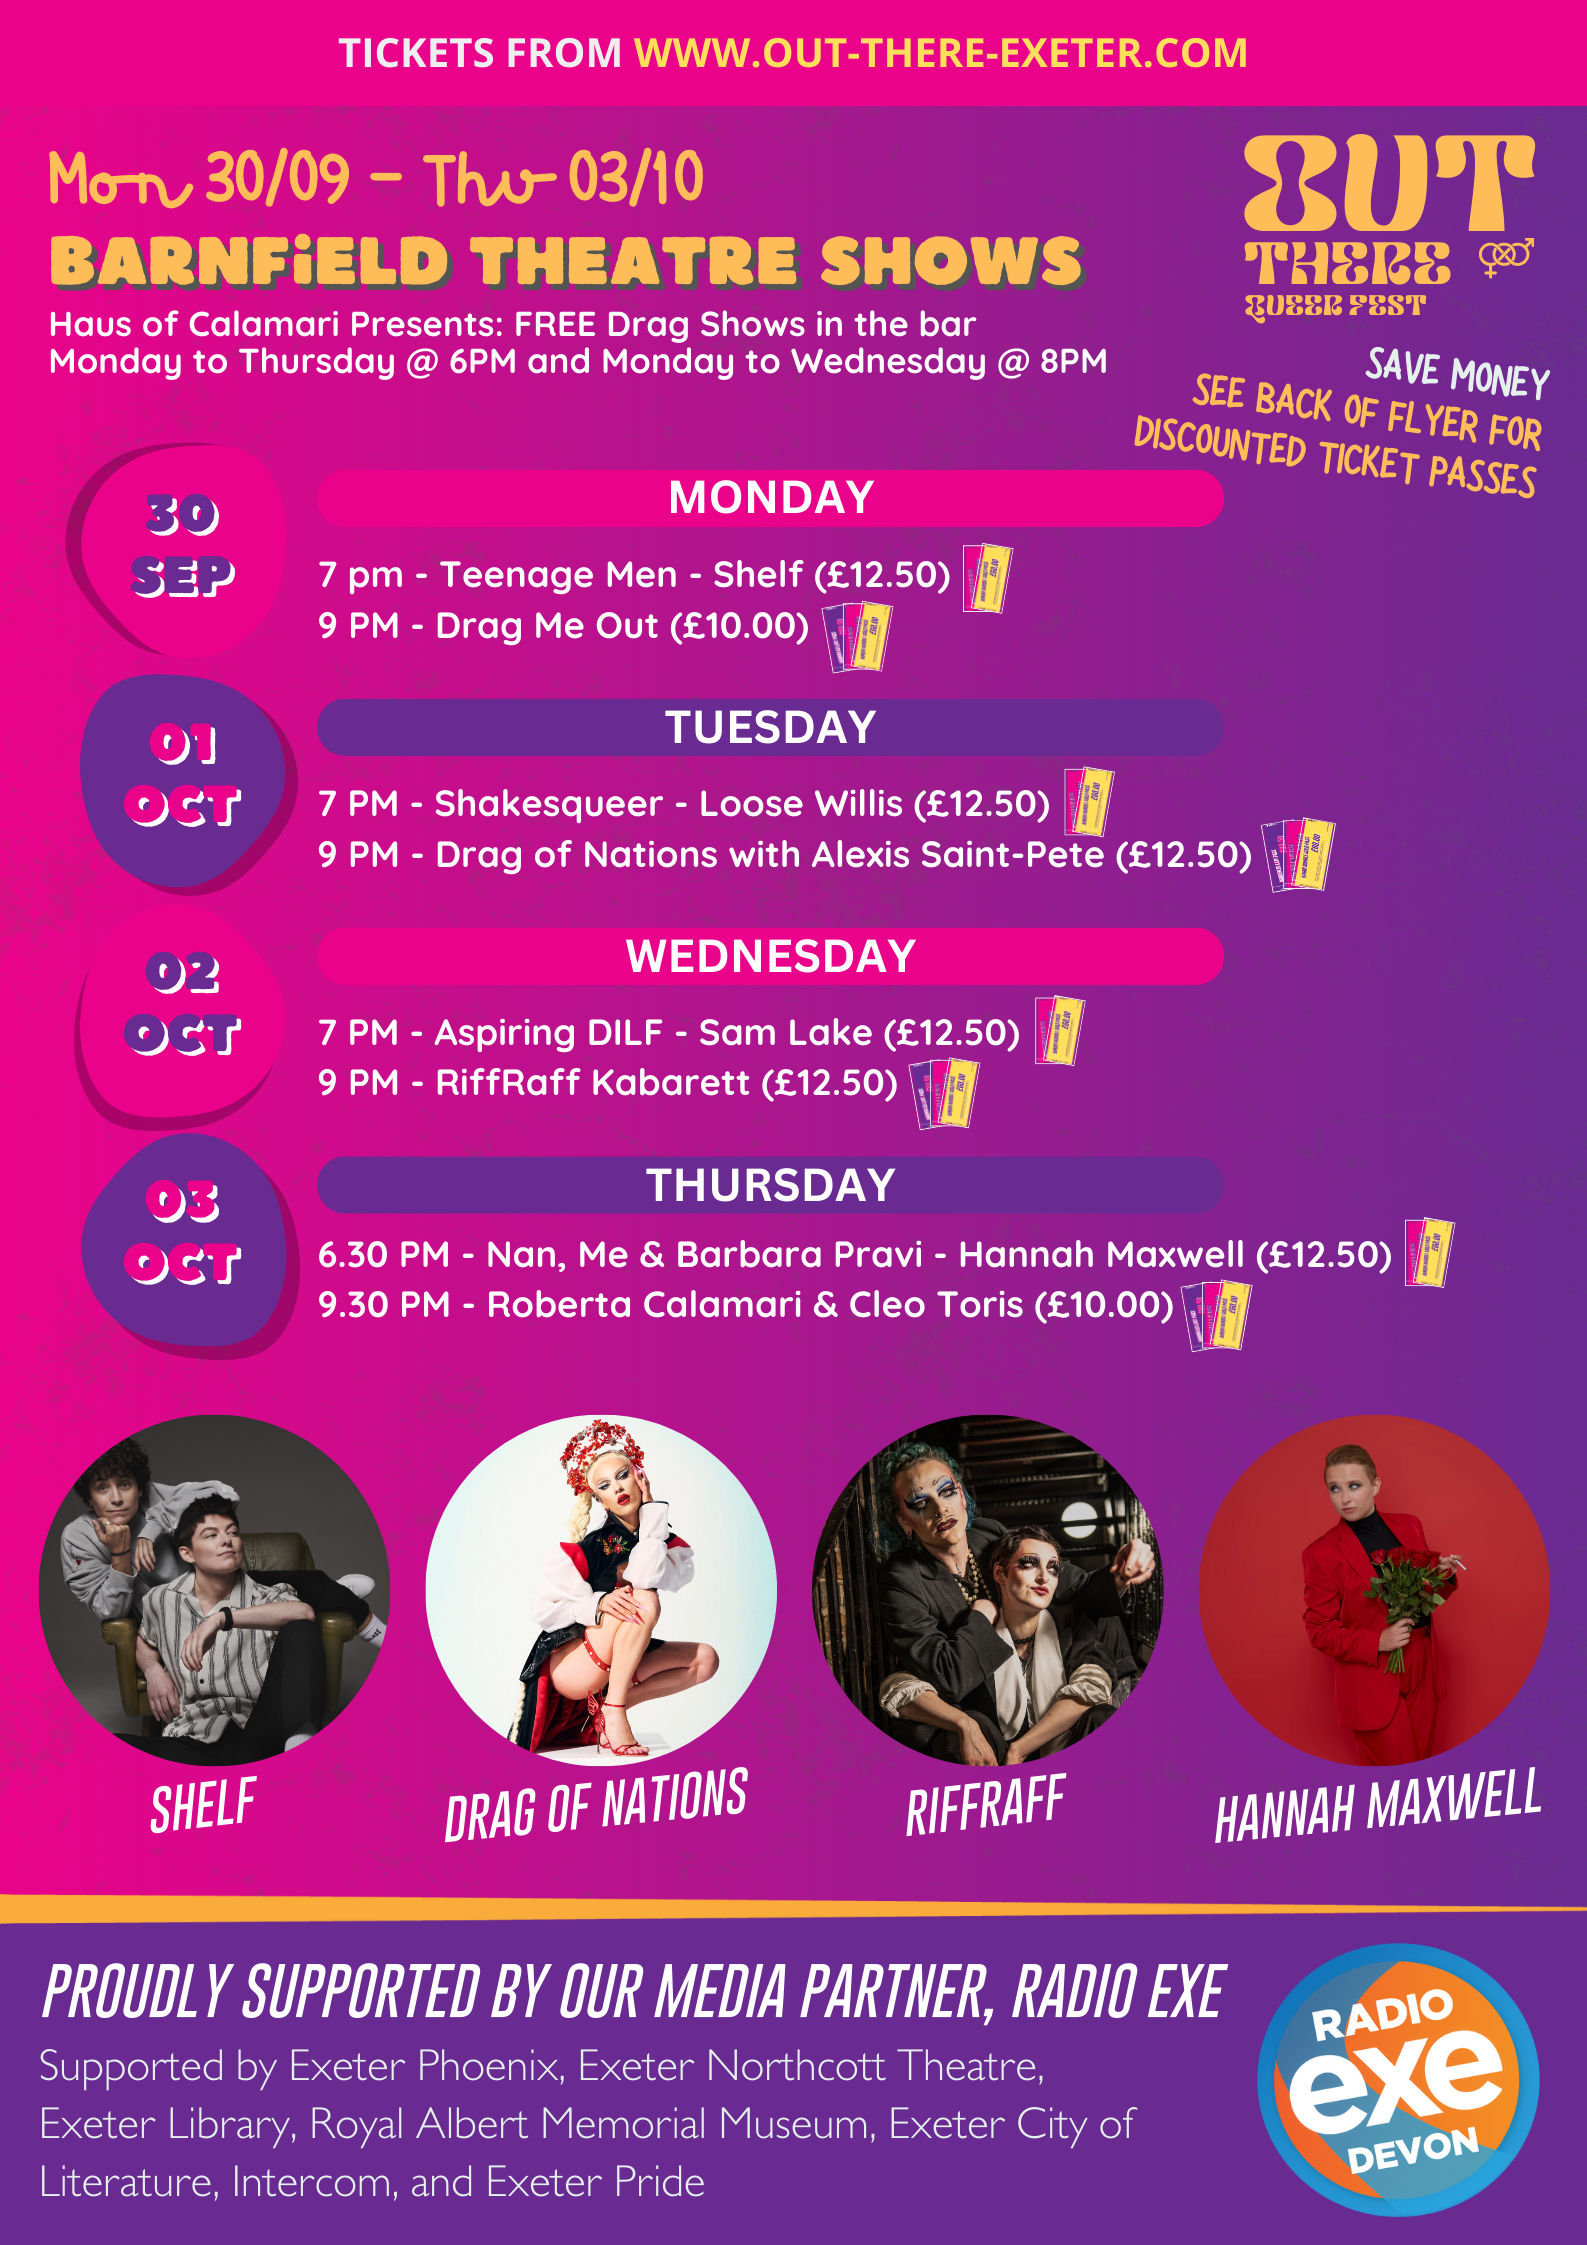 TICKETS FROM WWW.OUT-THERE-EXETER.COM
Mon 30/09 - Thu 03/10
BARNFiELD THEATRE SHOWS
Haus of Calamari Presents: FREE Drag Shows in the bar
Monday to Thursday @ 6PM and Monday to Wednesday @ 8PM
OUT
THERE
QUEER FEST
SAVE MONEY
SEE BACK OF FLYER FOR
DISCOUNTED TICKET PASSES
30
SEP
MONDAY
7 pm - Teenage Men - Shelf (£12.50)
9 PM - Drag Me Out (£10.00)
01
OCT
TUESDAY
7 PM - Shakesqueer - Loose Willis (£12.50)
9 PM - Drag of Nations with Alexis Saint-Pete (£12.50)
02
OCT
WEDNESDAY
7 PM - Aspiring DILF - Sam Lake (£12.50)
9 PM - RiffRaff Kabarett (£12.50)
03
OCT
THURSDAY
6.30 PM - Nan, Me & Barbara Pravi - Hannah Maxwell (£12.50)
9.30 PM - Roberta Calamari & Cleo Toris (£10.00)
SHELF
DRAG OF NATIONS
RIFFRAFF
HANNAH MAXWELL
PROUDLY SUPPORTED BY OUR MEDIA PARTNER, RADIO EXE
Supported by Exeter Phoenix, Exeter Northcott Theatre,
Exeter Library, Royal Albert Memorial Museum, Exeter City of
Literature, Intercom, and Exeter Pride
RADIO
exe
DEVON